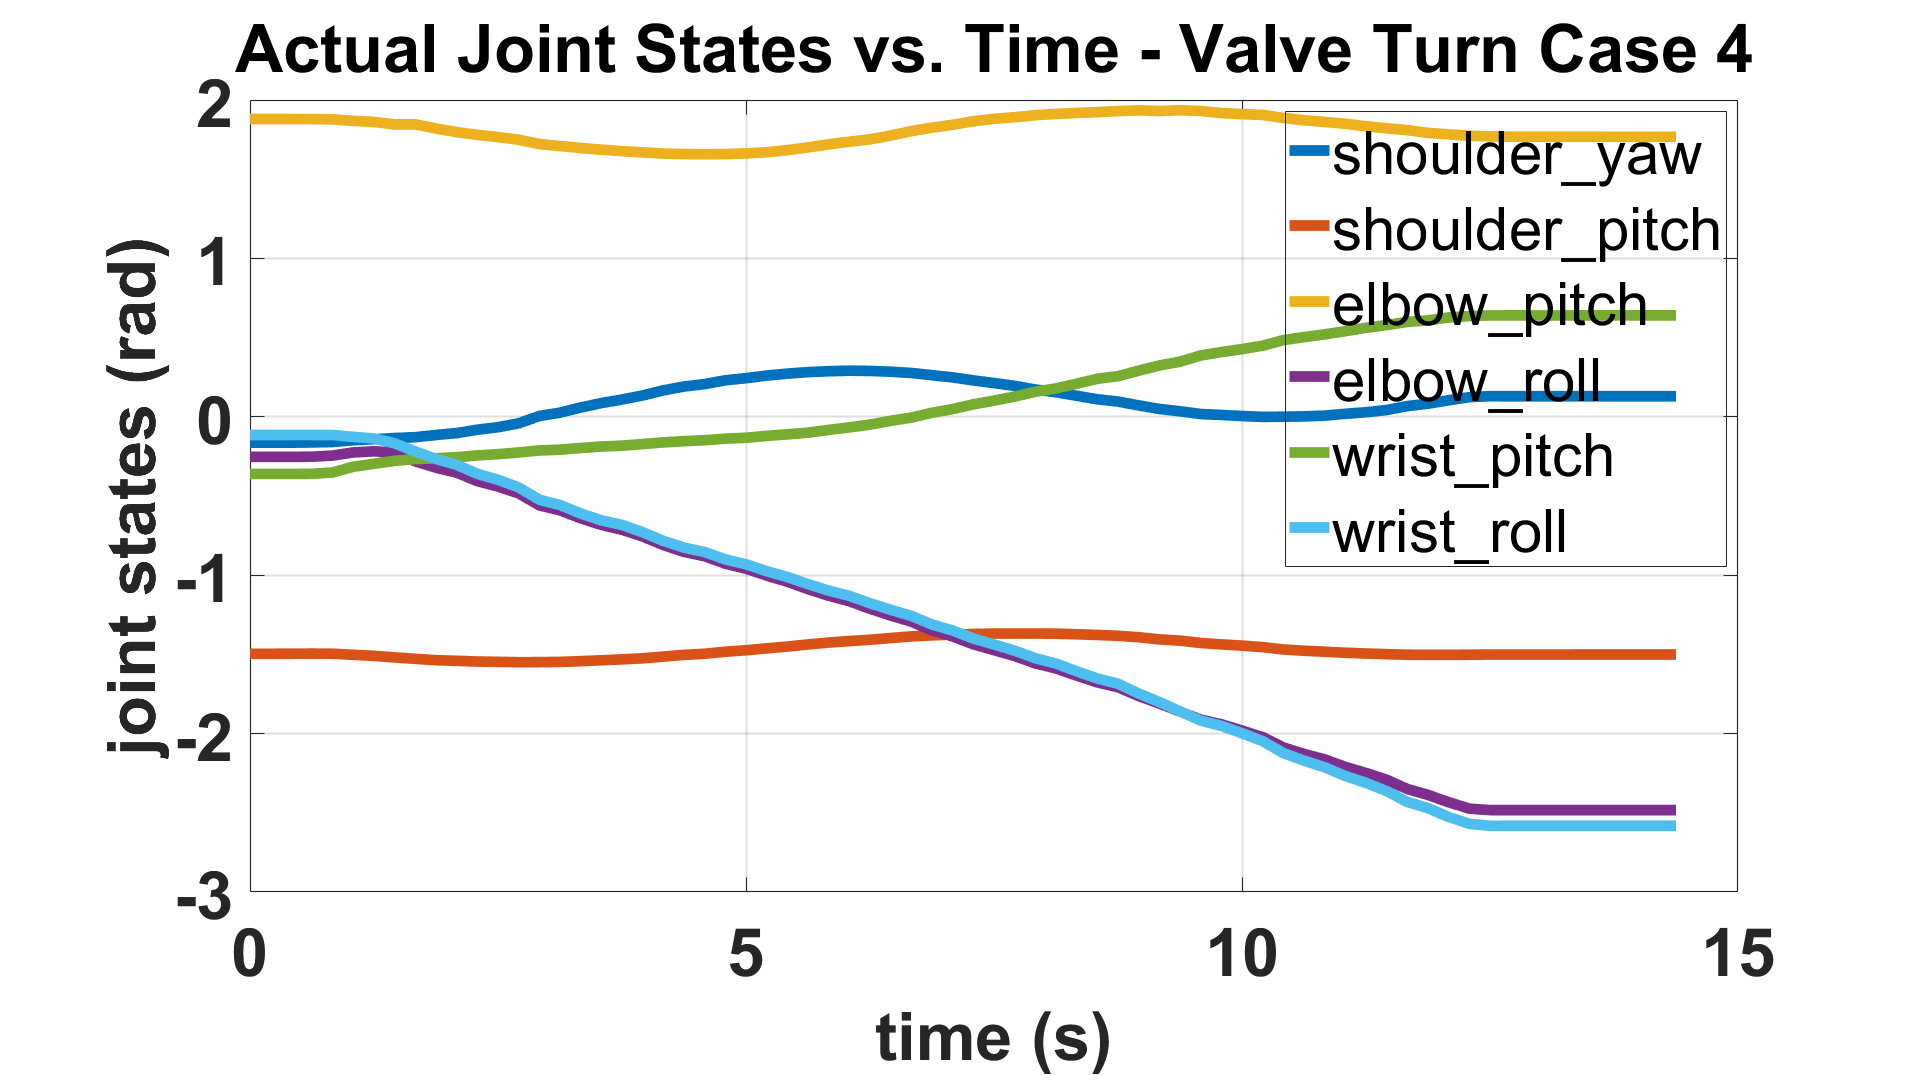 Actual Joint States vs. Time - Valve Turn Case 4
2
1
0
-1
-2
-3
joint states (rad)
shoulder_yaw
shoulder_pitch
elbow_pitch
elbow_roll
wrist_pitch
wrist_roll
0 5 10 15
time (s)